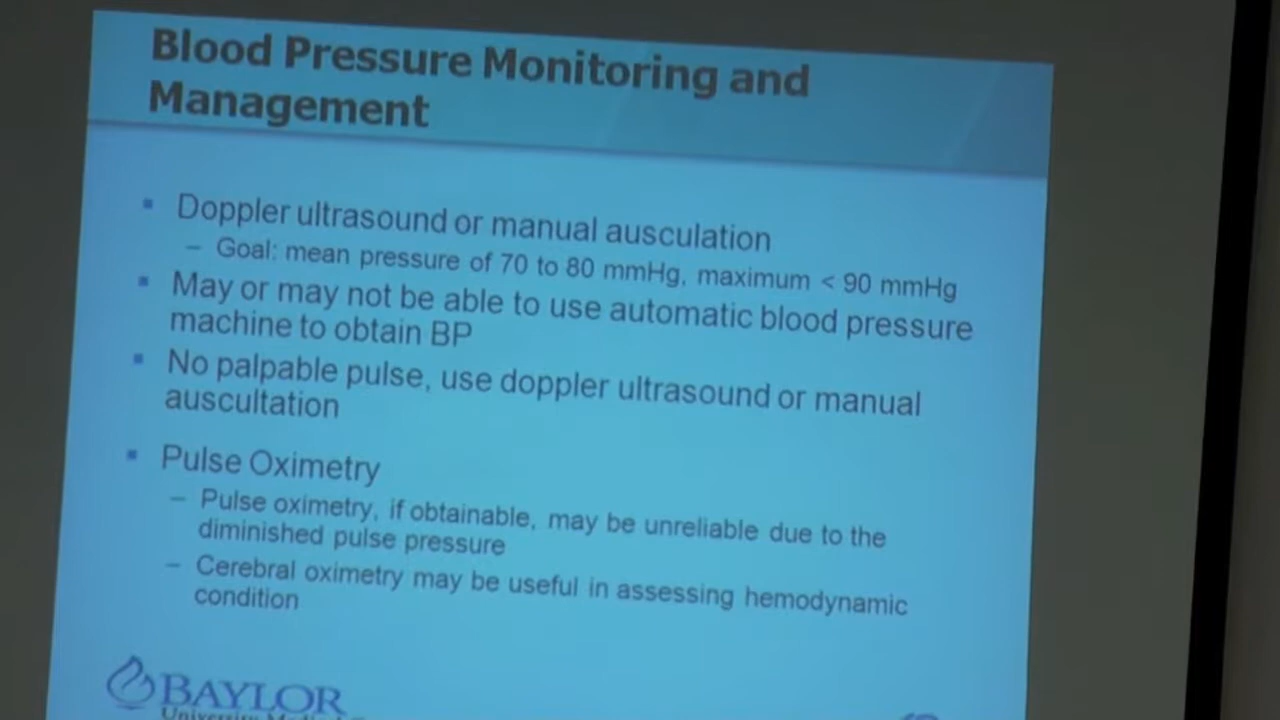 Blood Pressure Monitoring and
Management
▪ Doppler ultrasound or manual ausculation
– Goal: mean pressure of 70 to 80 mmHg, maximum < 90 mmHg
▪ May or may not be able to use automatic blood pressure
machine to obtain BP
▪ No palpable pulse, use doppler ultrasound or manual
auscultation
▪ Pulse Oximetry
– Pulse oximetry, if obtainable, may be unreliable due to the
diminished pulse pressure
– Cerebral oximetry may be useful in assessing hemodynamic
condition
BAYLOR
University